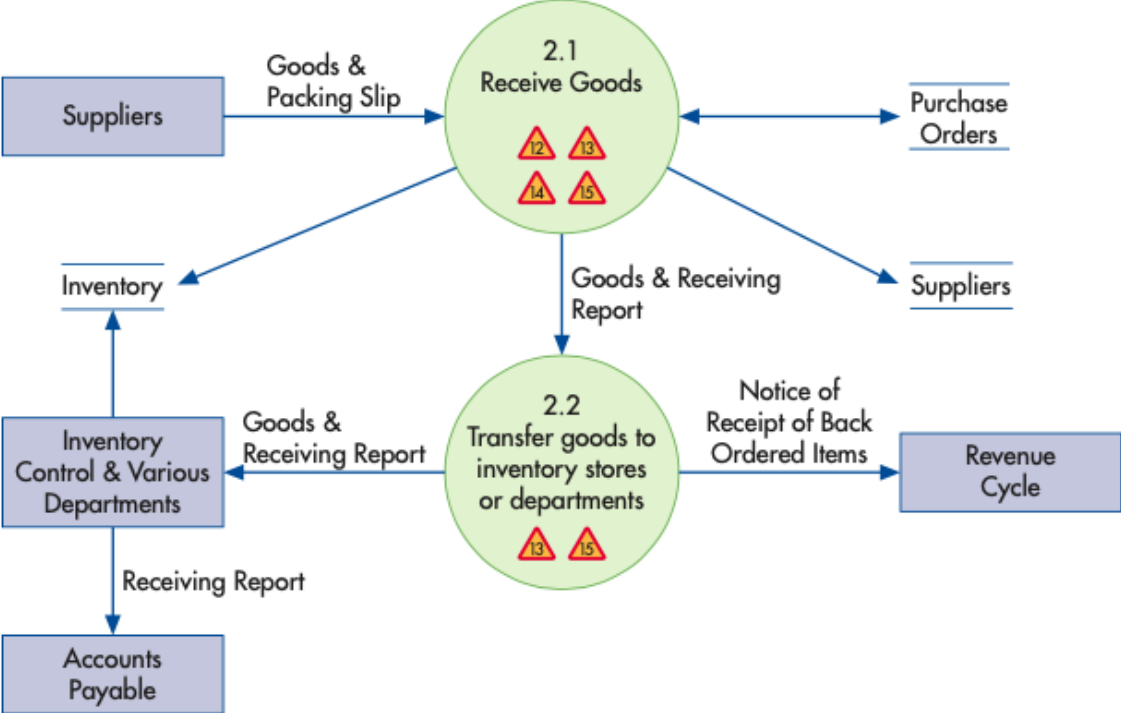 2.1
Receive Goods
12
13
14
15
Goods &
Packing Slip
Suppliers
Purchase
Orders
Inventory
Goods & Receiving
Report
Suppliers
2.2
Transfer goods to
inventory stores
or departments
13
15
Goods &
Receiving Report
Notice of
Receipt of Back
Ordered Items
Inventory
Control & Various
Departments
Revenue
Cycle
Receiving Report
Accounts
Payable